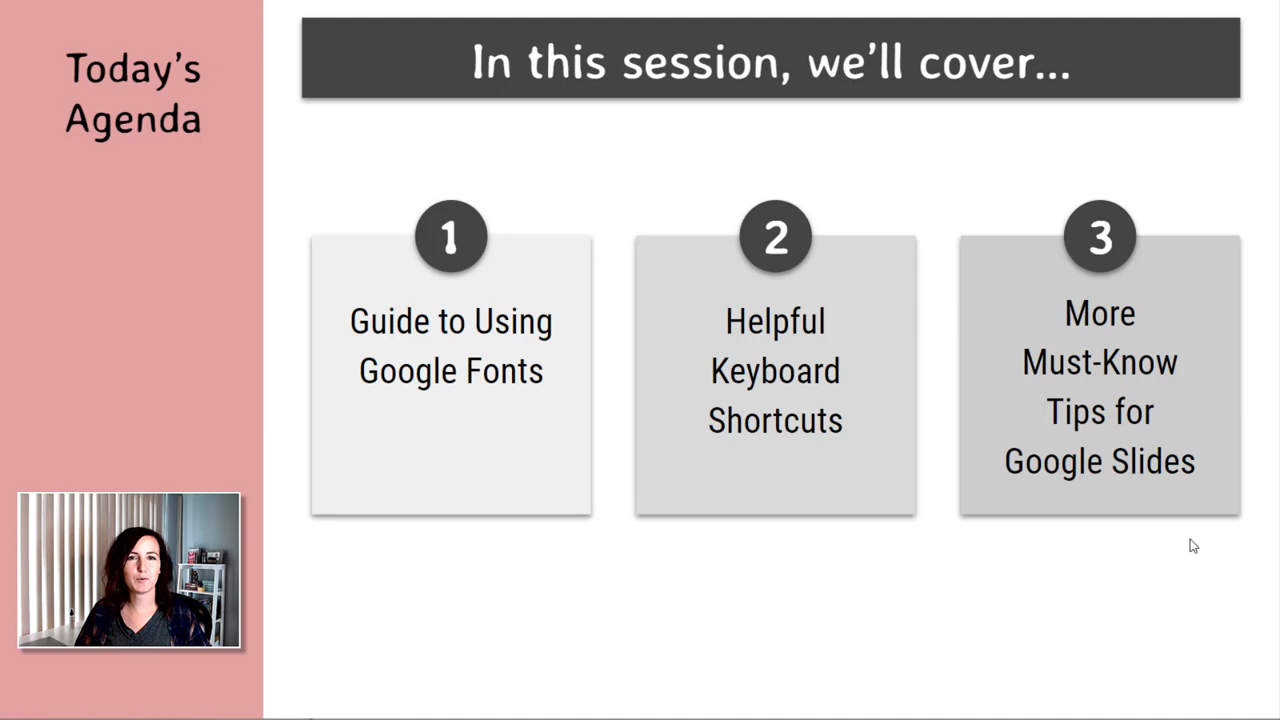 Today’s
Agenda
In this session, we’ll cover...
1
Guide to Using
Google Fonts
2
Helpful
Keyboard
Shortcuts
3
More
Must-Know
Tips for
Google Slides